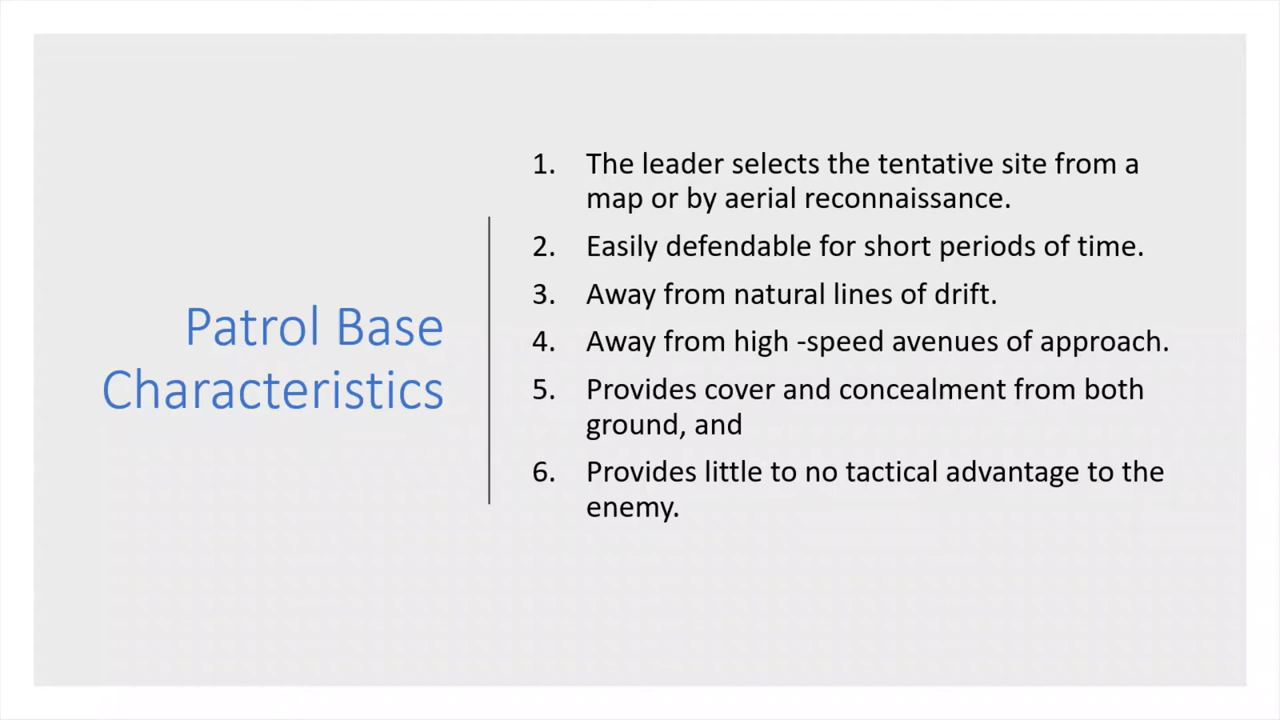 Patrol Base
Characteristics
1. The leader selects the tentative site from a
map or by aerial reconnaissance.
2. Easily defendable for short periods of time.
3. Away from natural lines of drift.
4. Away from high -speed avenues of approach.
5. Provides cover and concealment from both
ground, and
6. Provides little to no tactical advantage to the
enemy.